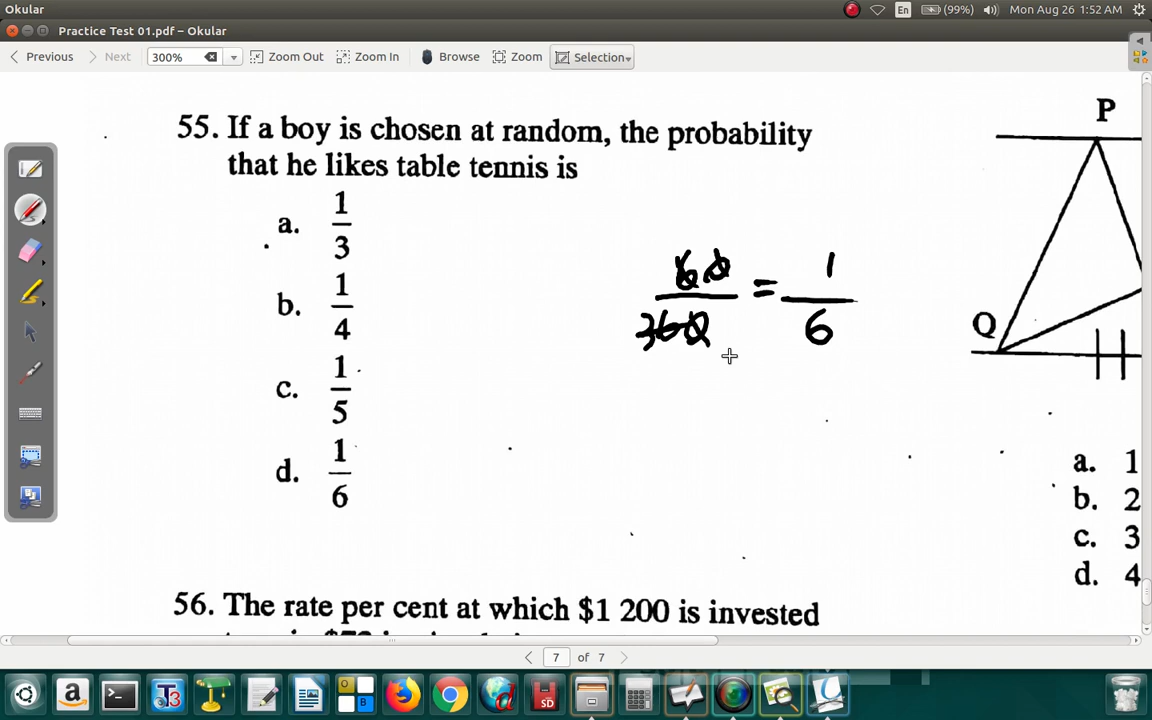 Okular
En
(99%)
Mon Aug 26 1:52 AM
Practice Test 01.pdf – Okular
Previous
Next
300%
Zoom Out
Zoom In
Browse
Zoom
Selection
55. If a boy is chosen at random, the probability
that he likes table tennis is
a. 1/3
b. 1/4
c. 1/5
d. 1/6
60/360 = 1/6
P
Q
a. 1
b. 2
c. 3
d. 4
56. The rate per cent at which $1 200 is invested
7 of 7
T3
SD